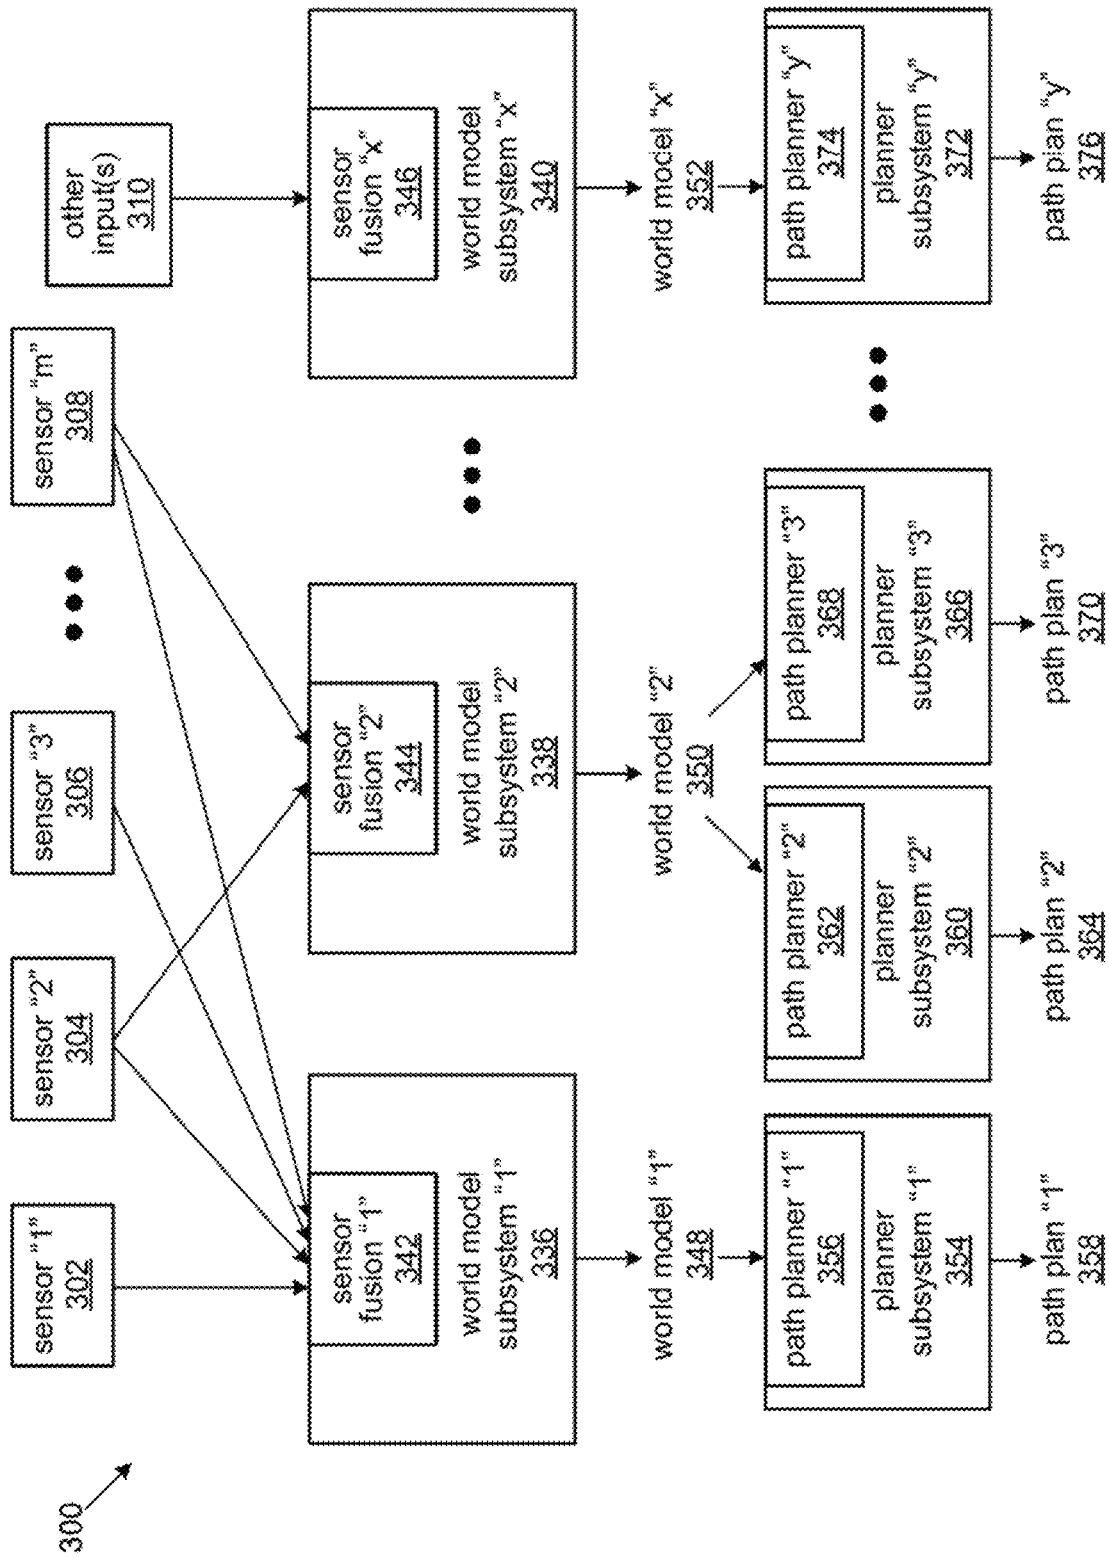 300
sensor “1”
302
sensor “2”
304
sensor “3”
306
sensor “m”
308
other
input(s)
310
sensor
fusion “1”
342
world model
subsystem “1”
336
sensor
fusion “2”
344
world model
subsystem “2”
338
sensor
fusion “x”
346
world model
subsystem “x”
340
world model “1”
348
world model “2”
350
world model “x”
352
path planner “1”
356
planner
subsystem “1”
354
path planner “2”
362
planner
subsystem “2”
360
path planner “3”
368
planner
subsystem “3”
366
path planner “y”
374
planner
subsystem “y”
372
path plan “1”
358
path plan “2”
364
path plan “3”
370
path plan “y”
376